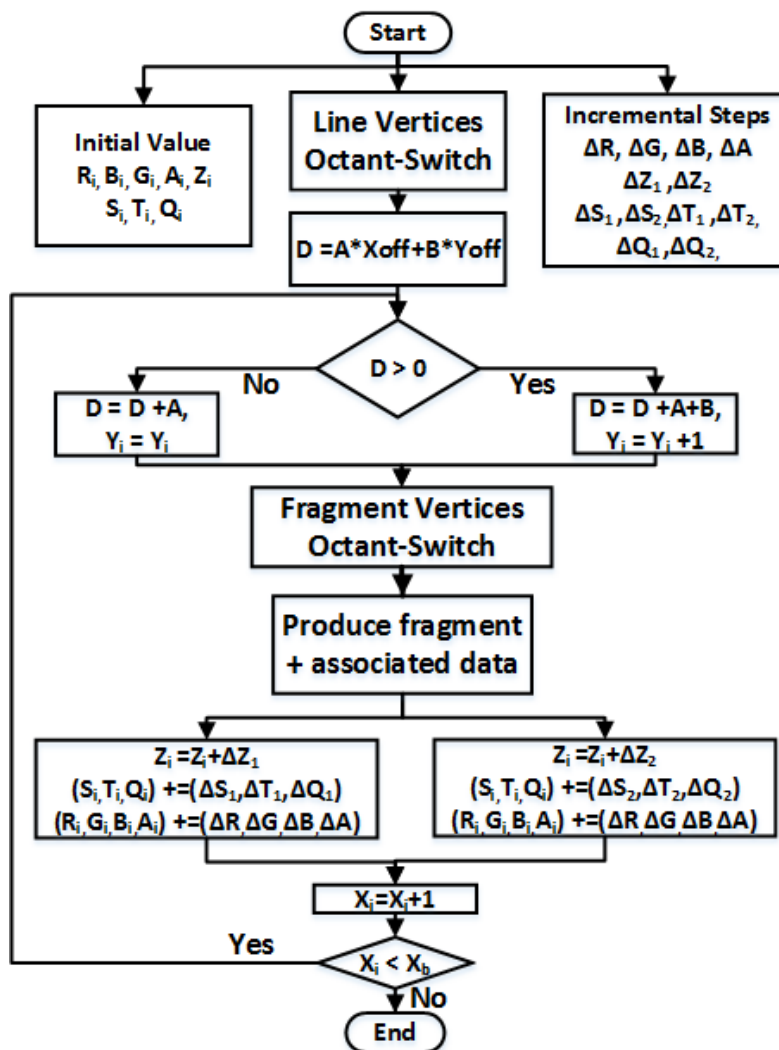 Start
Initial Value
Rᵢ, Bᵢ, Gᵢ, Aᵢ, Zᵢ
Sᵢ, Tᵢ, Qᵢ
Line Vertices
Octant-Switch
Incremental Steps
ΔR, ΔG, ΔB, ΔA
ΔZ₁ ,ΔZ₂
ΔS₁ ,ΔS₂,ΔT₁ ,ΔT₂,
ΔQ₁ ,ΔQ₂,
D =A*Xoff+B*Yoff
D > 0
No
Yes
D = D +A,
Yᵢ = Yᵢ
D = D +A+B,
Yᵢ = Yᵢ +1
Fragment Vertices
Octant-Switch
Produce fragment
+ associated data
Zᵢ =Zᵢ+ΔZ₁
(Sᵢ,Tᵢ,Qᵢ) +=(ΔS₁,ΔT₁,ΔQ₁)
(Rᵢ,Gᵢ,Bᵢ,Aᵢ) +=(ΔR,ΔG,ΔB,ΔA)
Zᵢ =Zᵢ+ΔZ₂
(Sᵢ,Tᵢ,Qᵢ) +=(ΔS₂,ΔT₂,ΔQ₂)
(Rᵢ,Gᵢ,Bᵢ,Aᵢ) +=(ΔR,ΔG,ΔB,ΔA)
Xᵢ=Xᵢ+1
Yes
Xᵢ < X_b
No
End